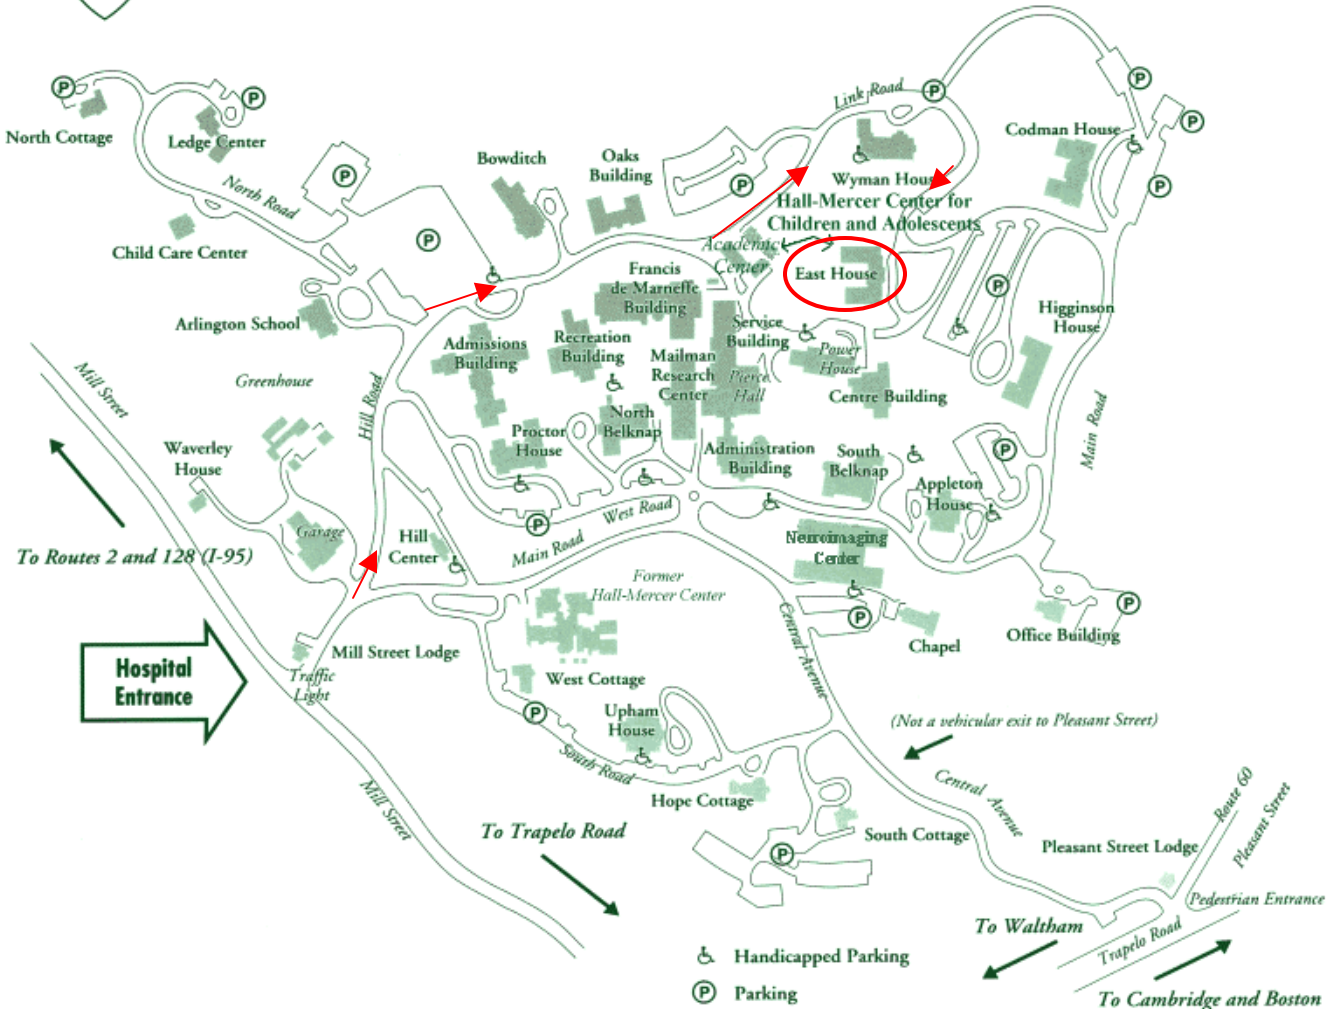 P
P
P
P
P
P
P
P
P
North Cottage
Ledge Center
North Road
Child Care Center
Bowditch
Oaks
Building
Link Road
Wyman House
Hall-Mercer Center for
Children and Adolescents
Codman House
Academic
Center
East House
Francis
de Marneffe
Building
Arlington School
Admissions
Building
Recreation
Building
Mailman
Research
Center
Service
Building
Pierce
Hall
Power
House
P
Higginson
House
Centre Building
Mill Street
Greenhouse
Hill Road
Waverley
House
Proctor
House
North
Belknap
Administration
Building
South
Belknap
P
Main Road
Appleton
House
Garage
Hill
Center
P
Main Road
West Road
Neuroimaging
Center
To Routes 2 and 128 (I-95)
Former
Hall-Mercer Center
Central Avenue
P
Chapel
Office Building
P
Hospital
Entrance
Mill Street Lodge
Traffic
Light
West Cottage
P
Upham
House
South Road
(Not a vehicular exit to Pleasant Street)
Hope Cottage
Mill Street
To Trapelo Road
P
South Cottage
Central Avenue
Route 60
Pleasant Street
Pleasant Street Lodge
Pedestrian Entrance
To Waltham
Trapelo Road
To Cambridge and Boston
Handicapped Parking
P Parking